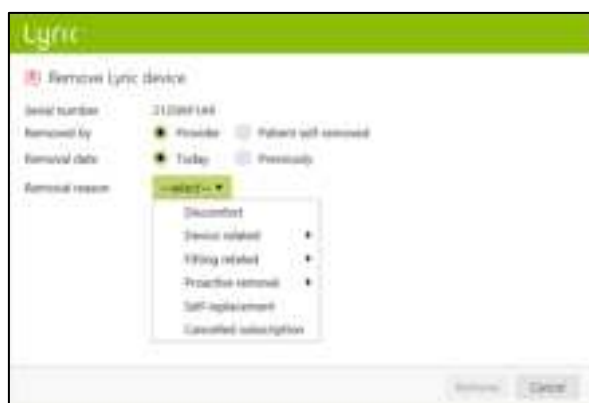 Lyric
Remove Lyric device
Serial number
Removed by Provider Patient self-removed
Removal date Today Previously
Removal reason --select--
Discomfort
Device related
Fitting related
Proactive removal
Self-replacement
Cancelled subscription
Remove Cancel